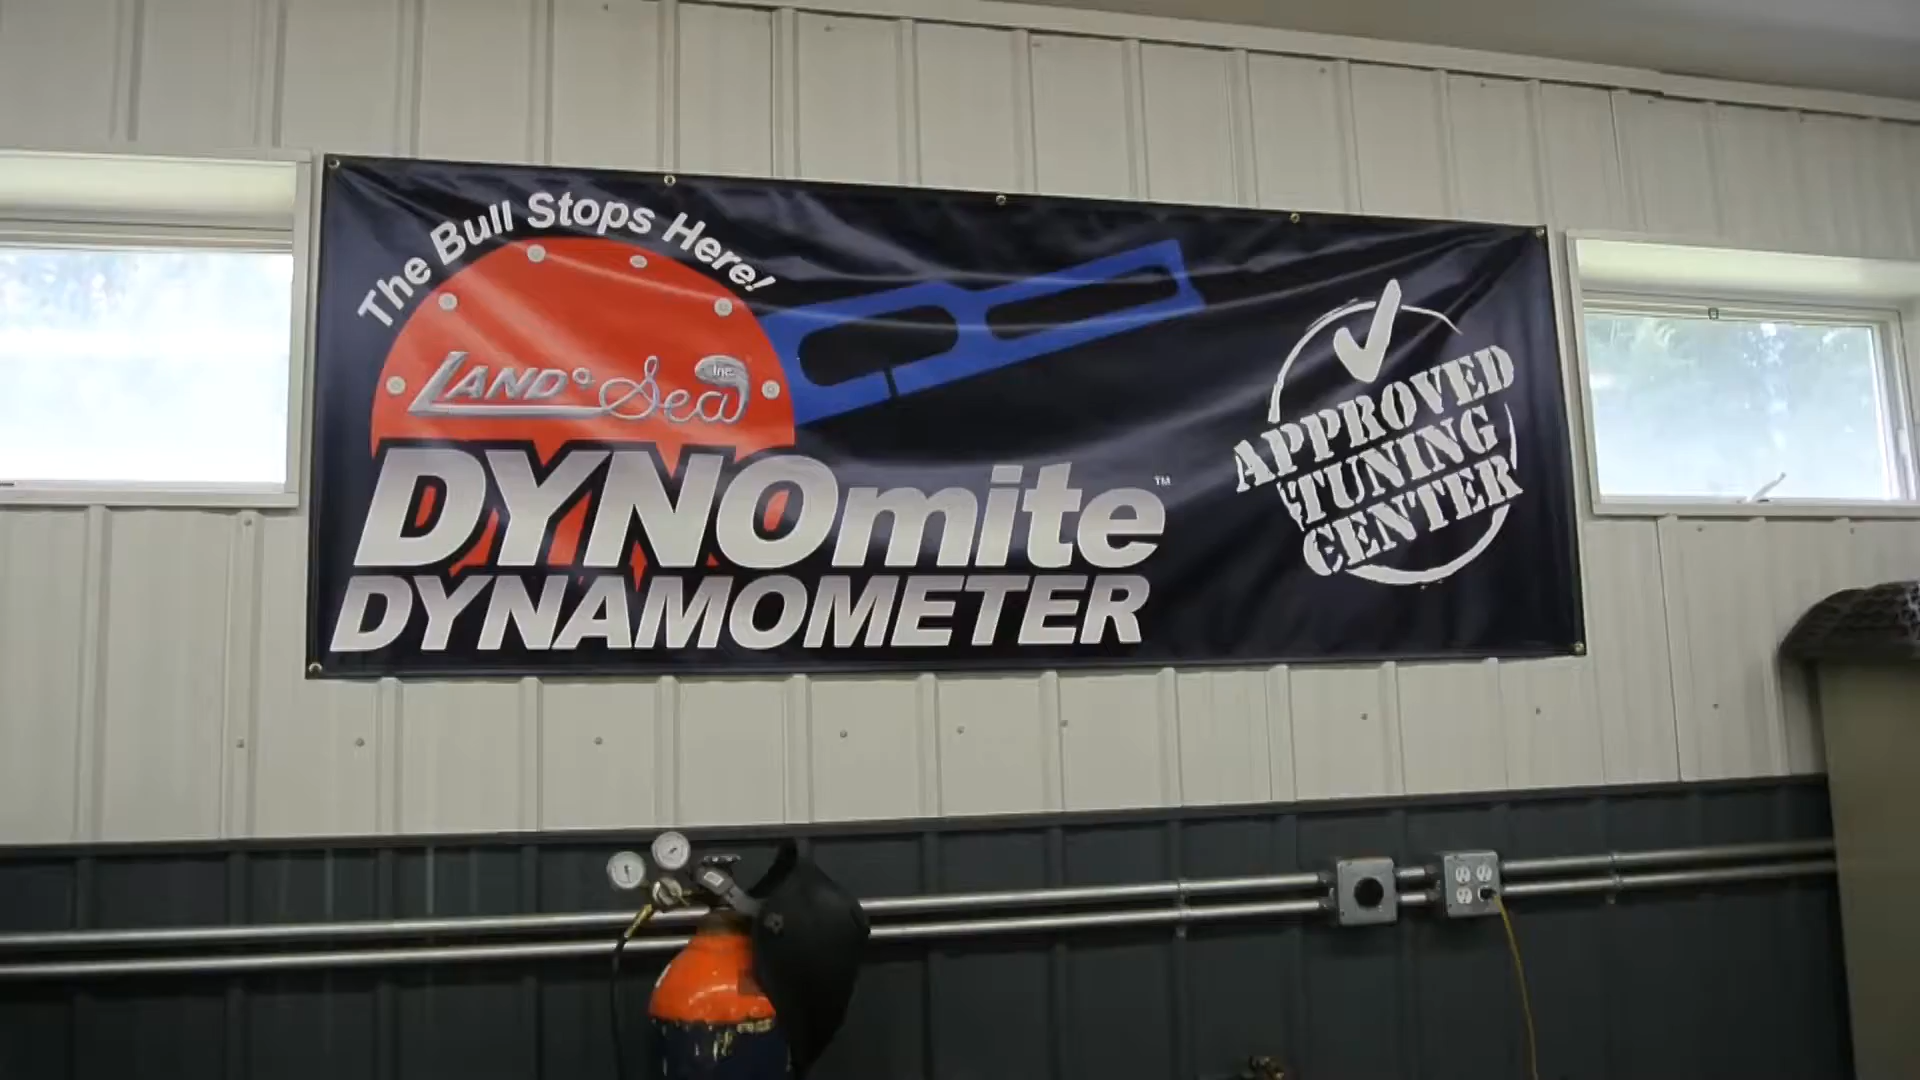 The Bull Stops Here!
LAND & Sea Inc.
DYNOmite™
DYNAMOMETER
APPROVED
TUNING
CENTER